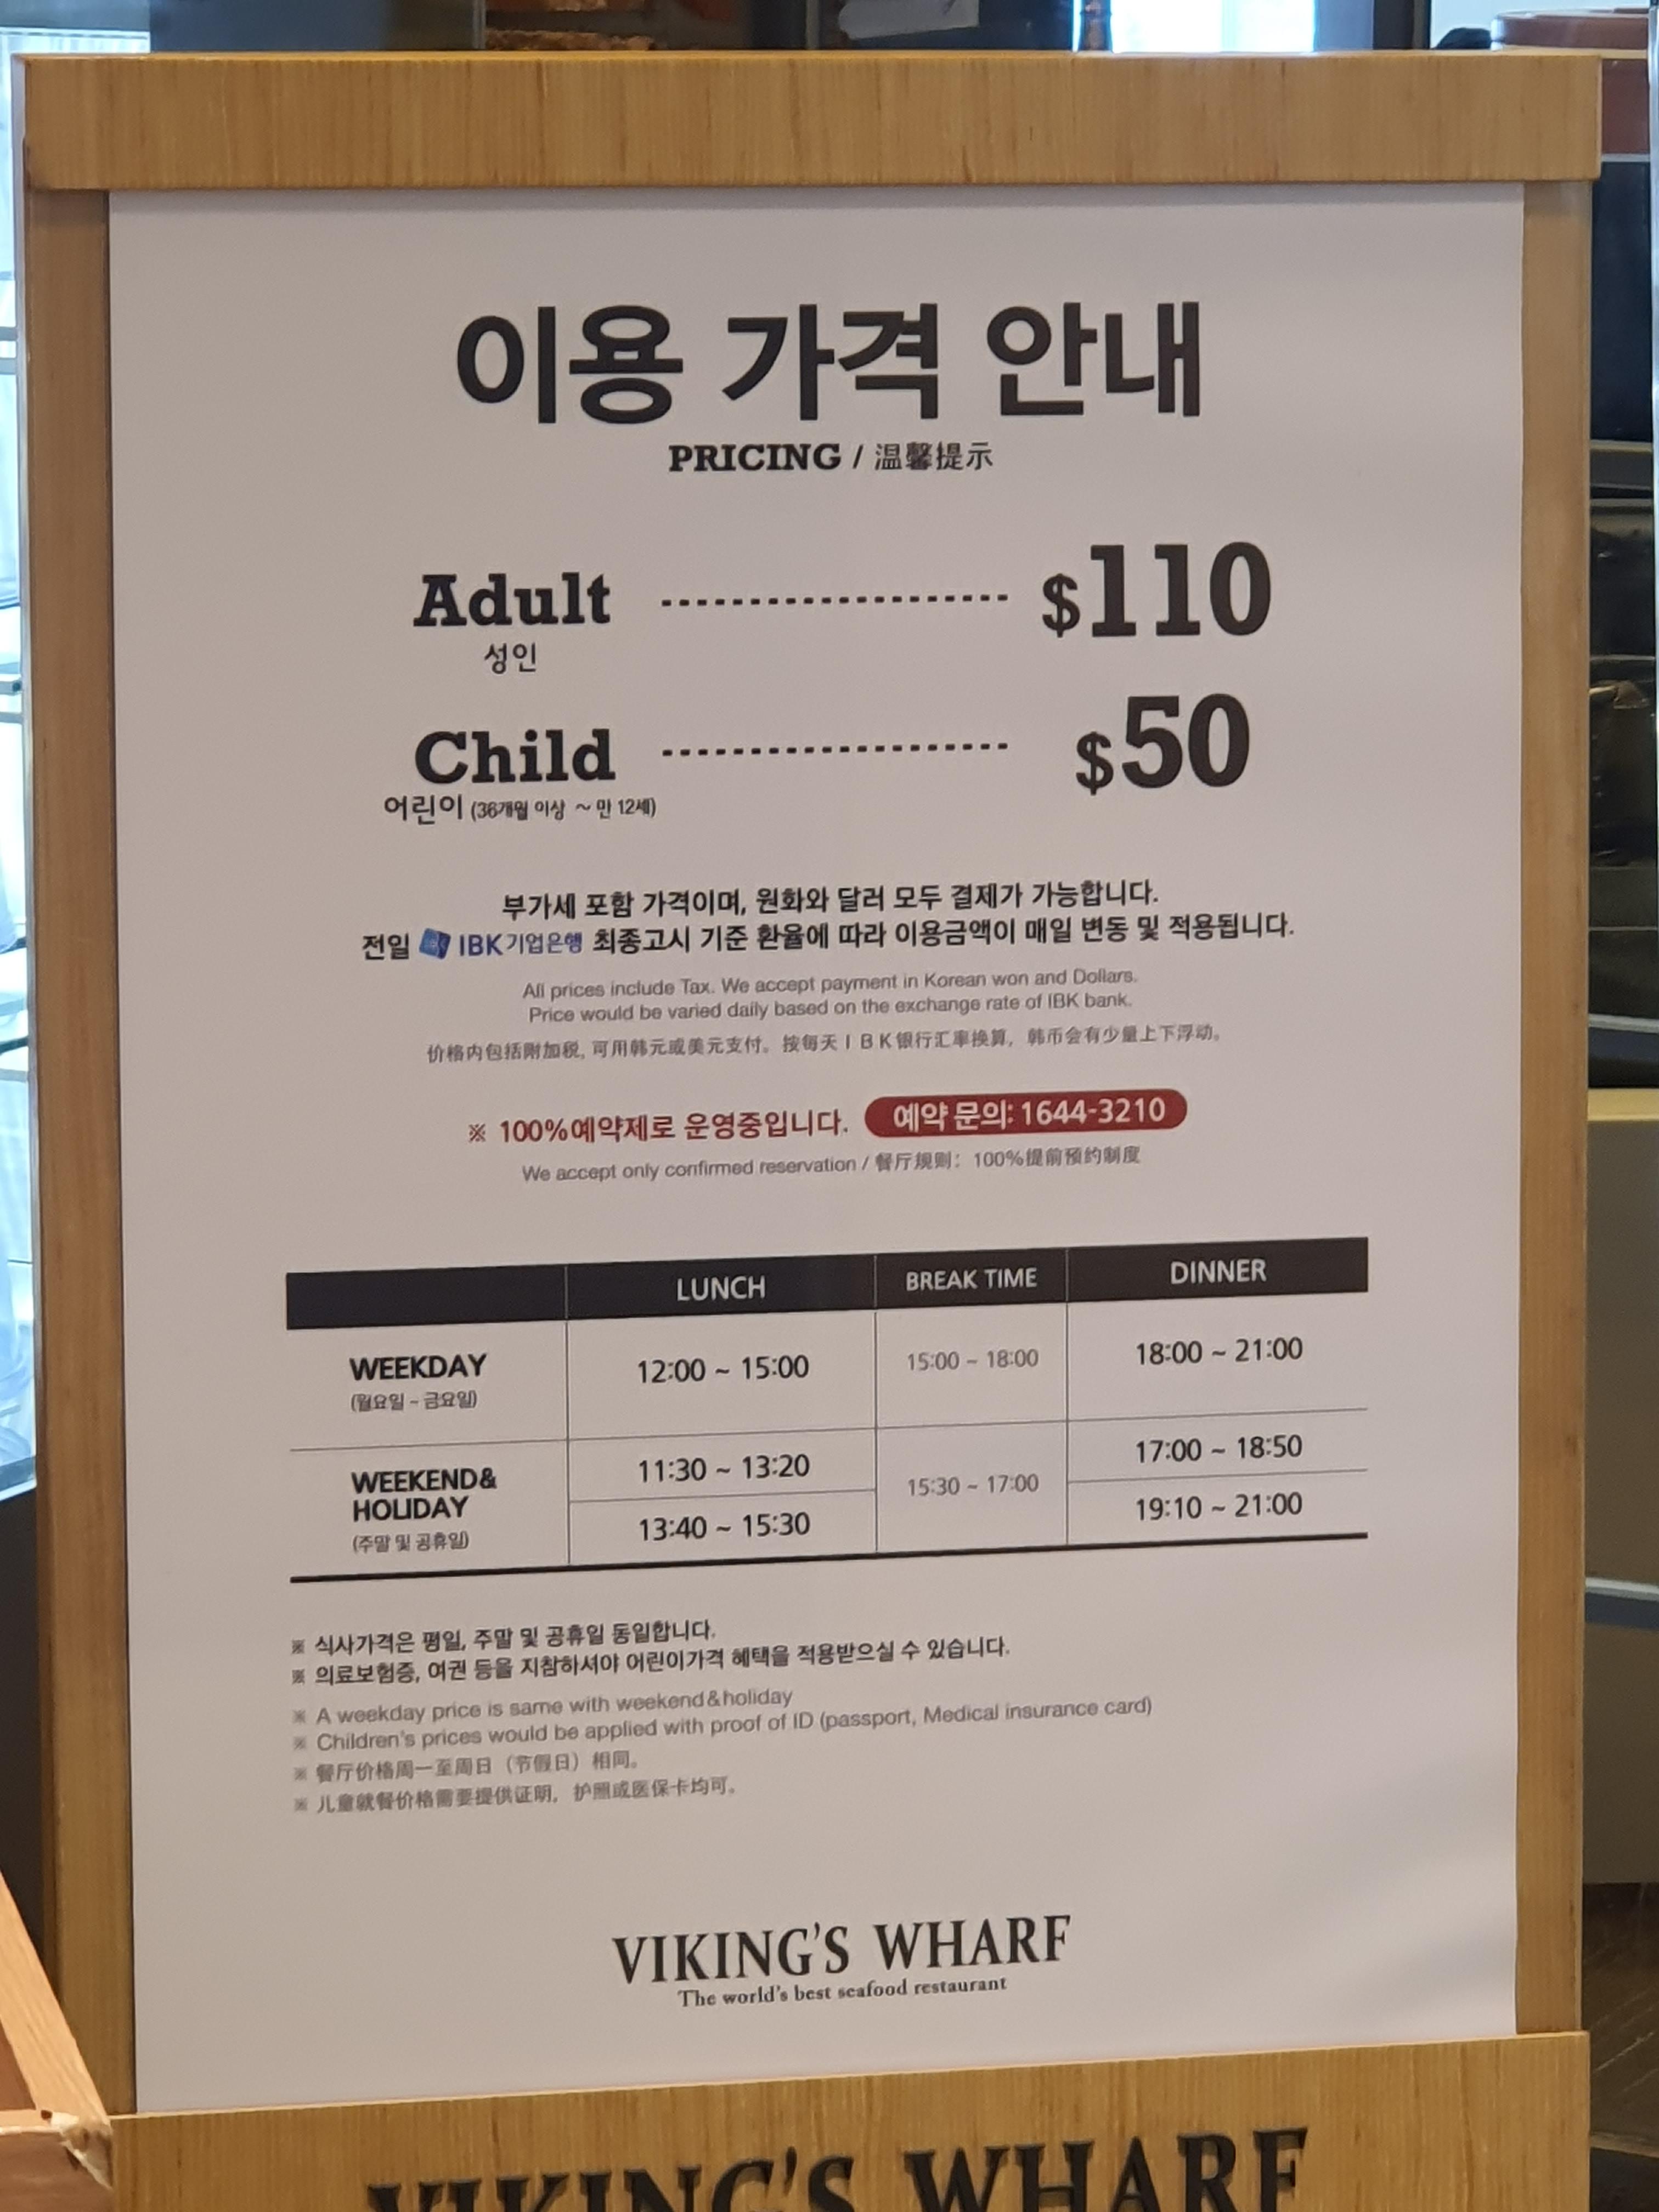 이용 가격 안내
PRICING / 温馨提示
Adult $110
성인
Child $50
어린이 (36개월 이상 ~ 만 12세)
부가세 포함 가격이며, 원화와 달러 모두 결제가 가능합니다.
전일 IBK기업은행 최종고시 기준 환율에 따라 이용금액이 매일 변동 및 적용됩니다.
All prices include Tax. We accept payment in Korean won and Dollars.
Price would be varied daily based on the exchange rate of IBK bank.
价格内包括附加税, 可用韩元或美元支付。按每天 I B K 银行汇率换算，韩币会有少量上下浮动。
※ 100%예약제로 운영중입니다. 예약 문의: 1644-3210
We accept only confirmed reservation / 餐厅规则：100%提前预约制度
LUNCH BREAK TIME DINNER
WEEKDAY 12:00 ~ 15:00 15:00 ~ 18:00 18:00 ~ 21:00
(월요일 ~ 금요일)
WEEKEND& 11:30 ~ 13:20 15:30 ~ 17:00 17:00 ~ 18:50
HOLIDAY 13:40 ~ 15:30 19:10 ~ 21:00
(주말 및 공휴일)
※ 식사가격은 평일, 주말 및 공휴일 동일합니다.
※ 의료보험증, 여권 등을 지참하셔야 어린이가격 혜택을 적용받으실 수 있습니다.
※ A weekday price is same with weekend&holiday
※ Children's prices would be applied with proof of ID (passport, Medical insurance card)
※ 餐厅价格周一至周日（节假日）相同。
※ 儿童就餐价格需要提供证明，护照或医保卡均可。
VIKING'S WHARF
The world's best seafood restaurant
VIKING'S WHARF